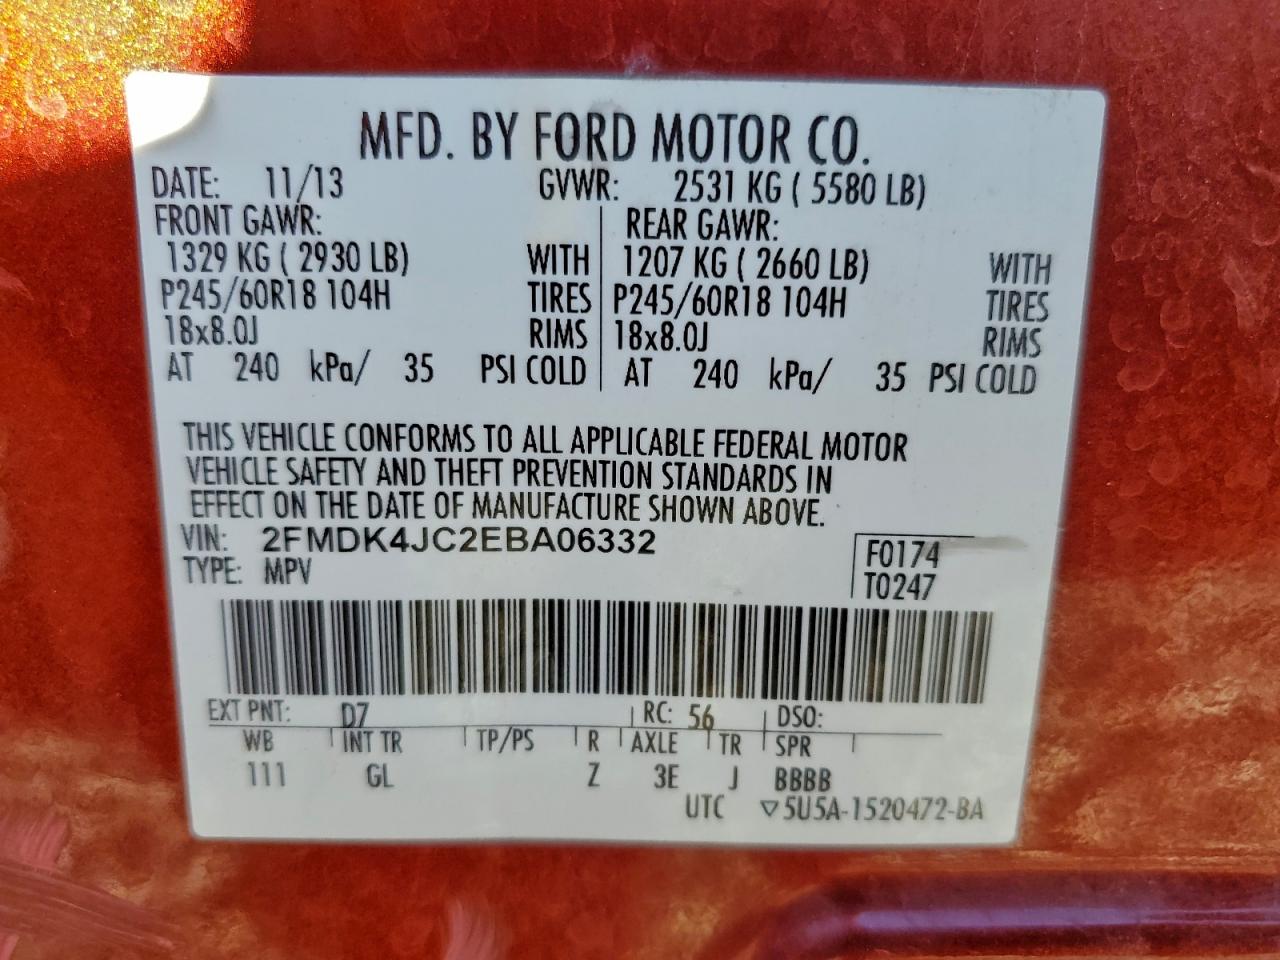 MFD. BY FORD MOTOR CO.
DATE: 11/13 GVWR: 2531 KG ( 5580 LB)
FRONT GAWR: REAR GAWR:
1329 KG ( 2930 LB) WITH 1207 KG ( 2660 LB) WITH
P245/60R18 104H TIRES P245/60R18 104H TIRES
18x8.0J RIMS 18x8.0J RIMS
AT 240 kPa/ 35 PSI COLD AT 240 kPa/ 35 PSI COLD
THIS VEHICLE CONFORMS TO ALL APPLICABLE FEDERAL MOTOR
VEHICLE SAFETY AND THEFT PREVENTION STANDARDS IN
EFFECT ON THE DATE OF MANUFACTURE SHOWN ABOVE.
VIN: 2FMDK4JC2EBA06332
TYPE: MPV
F0174
T0247
EXT PNT: D7 RC: 56 DSO:
WB INT TR TP/PS R AXLE TR SPR
111 GL Z 3E J BBBB
UTC ▽5U5A-1520472-BA